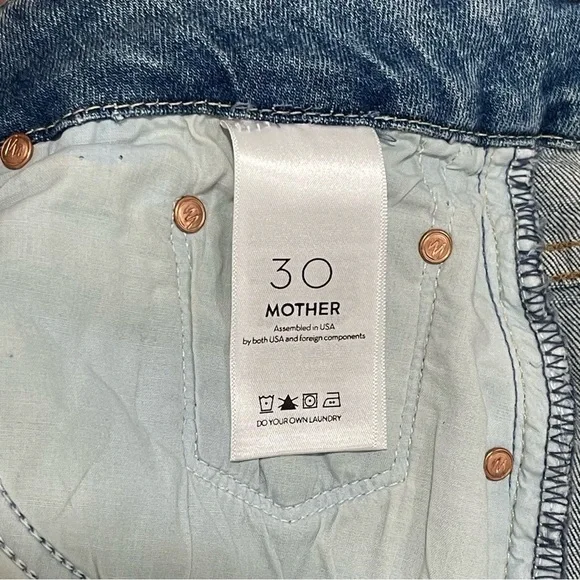 30
MOTHER
Assembled in USA
by both USA and foreign components
DO YOUR OWN LAUNDRY